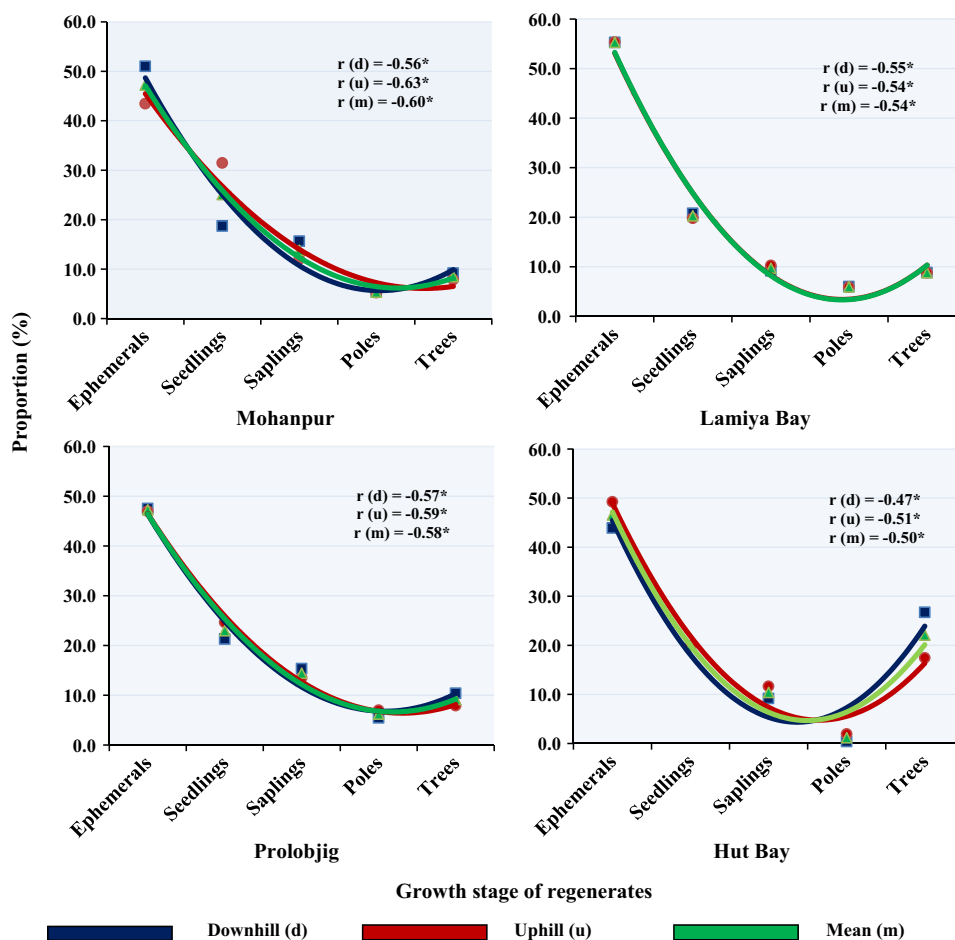 60.0
50.0
40.0
30.0
20.0
10.0
0.0
r (d) = -0.56*
r (u) = -0.63*
r (m) = -0.60*
Ephemerals
Seedlings
Saplings
Poles
Trees
Mohanpur
60.0
50.0
40.0
30.0
20.0
10.0
0.0
r (d) = -0.55*
r (u) = -0.54*
r (m) = -0.54*
Ephemerals
Seedlings
Saplings
Poles
Trees
Lamiya Bay
Proportion (%)
60.0
50.0
40.0
30.0
20.0
10.0
0.0
r (d) = -0.57*
r (u) = -0.59*
r (m) = -0.58*
Ephemerals
Seedlings
Saplings
Poles
Trees
Prolobjig
60.0
50.0
40.0
30.0
20.0
10.0
0.0
r (d) = -0.47*
r (u) = -0.51*
r (m) = -0.50*
Ephemerals
Seedlings
Saplings
Poles
Trees
Hut Bay
Growth stage of regenerates
Downhill (d)
Uphill (u)
Mean (m)